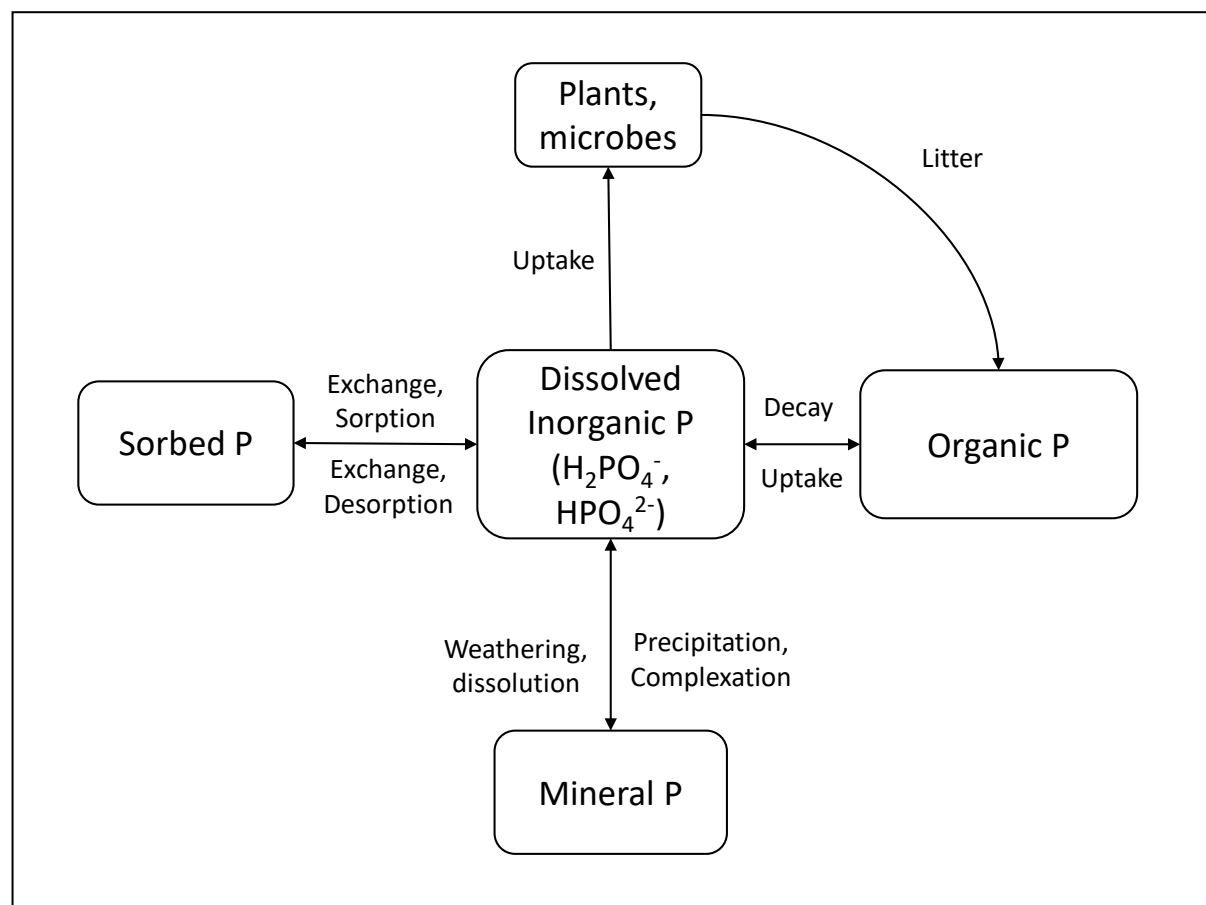 Plants,
microbes
Litter
Uptake
Exchange,
Sorption
Sorbed P
Exchange,
Desorption
Dissolved
Inorganic P
(H₂PO₄⁻,
HPO₄²⁻)
Decay
Uptake
Organic P
Weathering,
dissolution
Precipitation,
Complexation
Mineral P